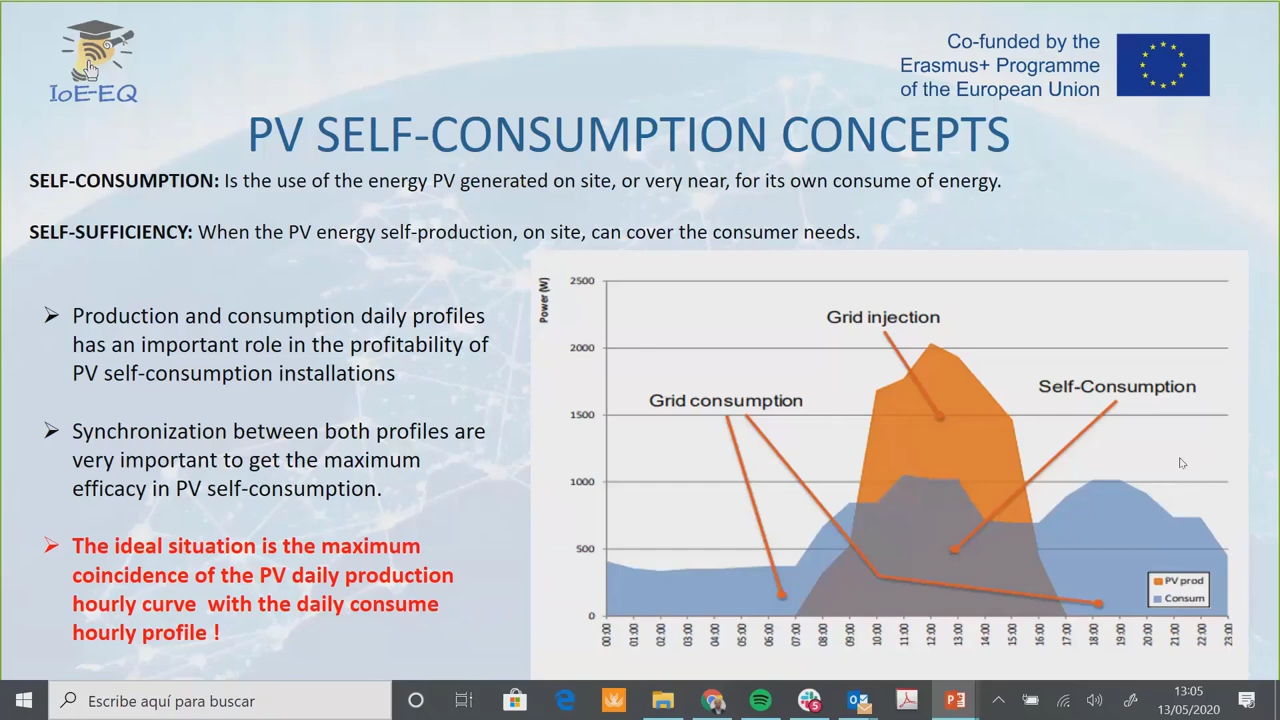 IoE-EQ
Co-funded by the
Erasmus+ Programme
of the European Union
PV SELF-CONSUMPTION CONCEPTS
SELF-CONSUMPTION: Is the use of the energy PV generated on site, or very near, for its own consume of energy.
SELF-SUFFICIENCY: When the PV energy self-production, on site, can cover the consumer needs.
Production and consumption daily profiles
has an important role in the profitability of
PV self-consumption installations
Synchronization between both profiles are
very important to get the maximum
efficacy in PV self-consumption.
The ideal situation is the maximum
coincidence of the PV daily production
hourly curve with the daily consume
hourly profile !
Power (W)
2500
2000
1500
1000
500
0
Grid injection
Self-Consumption
Grid consumption
PV prod
Consum
00:00
01:00
02:00
03:00
04:00
05:00
06:00
07:00
08:00
09:00
10:00
11:00
12:00
13:00
14:00
15:00
16:00
17:00
18:00
19:00
20:00
21:00
22:00
23:00
Escribe aquí para buscar
5
13:05
13/05/2020